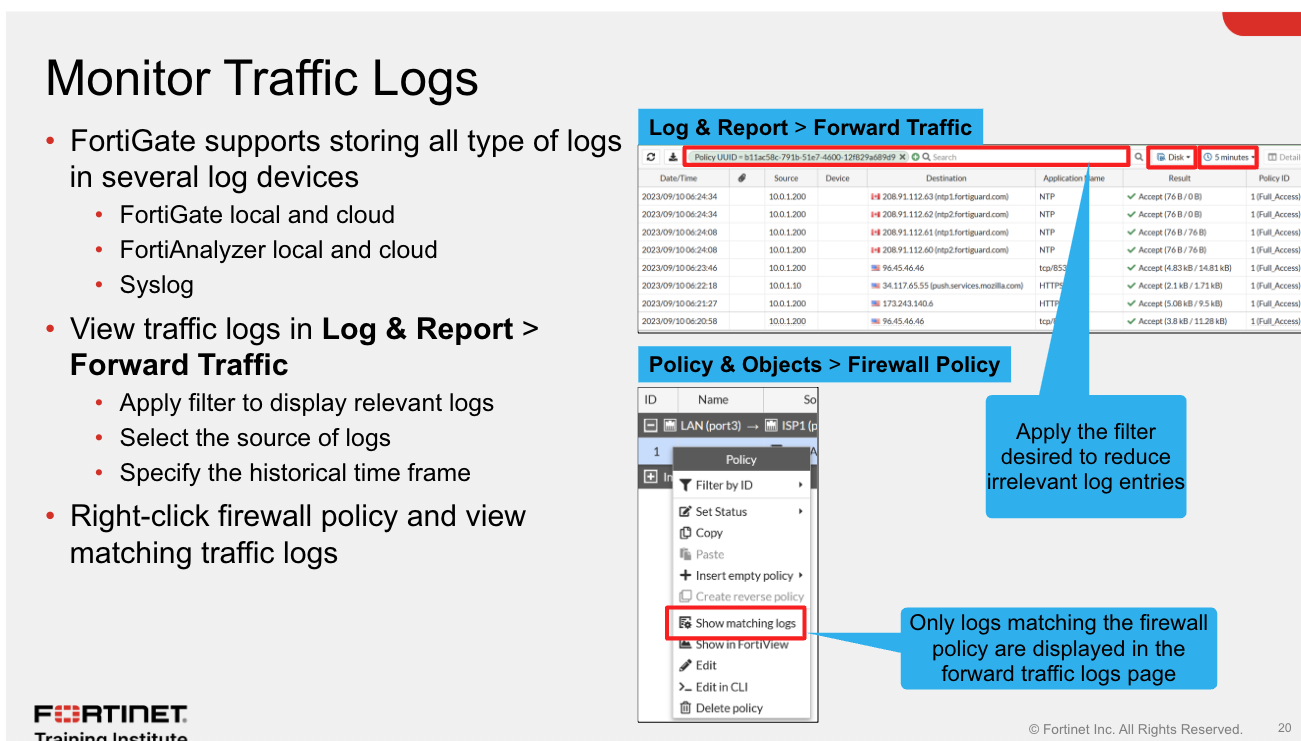 Monitor Traffic Logs
• FortiGate supports storing all type of logs
in several log devices
• FortiGate local and cloud
• FortiAnalyzer local and cloud
• Syslog
• View traffic logs in Log & Report >
Forward Traffic
• Apply filter to display relevant logs
• Select the source of logs
• Specify the historical time frame
• Right-click firewall policy and view
matching traffic logs
Log & Report > Forward Traffic
Policy UUID = b11ac58c-791b-51e7-4600-12f829a689d9 Search Disk 5 minutes Detail
Date/Time Source Device Destination Application Name Result Policy ID
2023/09/10 06:24:34 10.0.1.200 208.91.112.63 (ntp1.fortiguard.com) NTP Accept (76 B / 0 B) 1 (Full_Access)
2023/09/10 06:24:34 10.0.1.200 208.91.112.62 (ntp2.fortiguard.com) NTP Accept (76 B / 0 B) 1 (Full_Access)
2023/09/10 06:24:08 10.0.1.200 208.91.112.61 (ntp2.fortiguard.com) NTP Accept (76 B / 76 B) 1 (Full_Access)
2023/09/10 06:24:08 10.0.1.200 208.91.112.60 (ntp2.fortiguard.com) NTP Accept (76 B / 76 B) 1 (Full_Access)
2023/09/10 06:23:46 10.0.1.200 96.45.46.46 tcp/853 Accept (4.83 kB / 14.81 kB) 1 (Full_Access)
2023/09/10 06:22:18 10.0.1.10 34.117.65.55 (push.services.mozilla.com) HTTPS Accept (2.1 kB / 1.71 kB) 1 (Full_Access)
2023/09/10 06:21:27 10.0.1.200 173.243.140.6 HTTP Accept (5.08 kB / 9.5 kB) 1 (Full_Access)
2023/09/10 06:20:58 10.0.1.200 96.45.46.46 tcp/ Accept (3.8 kB / 11.28 kB) 1 (Full_Access)
Policy & Objects > Firewall Policy
ID Name So
LAN (port3) → ISP1 (p
1
Policy
Filter by ID
Set Status
Copy
Paste
Insert empty policy
Create reverse policy
Show matching logs
Show in FortiView
Edit
Edit in CLI
Delete policy
Apply the filter
desired to reduce
irrelevant log entries
Only logs matching the firewall
policy are displayed in the
forward traffic logs page
FORTINET
Training Institute
© Fortinet Inc. All Rights Reserved. 20